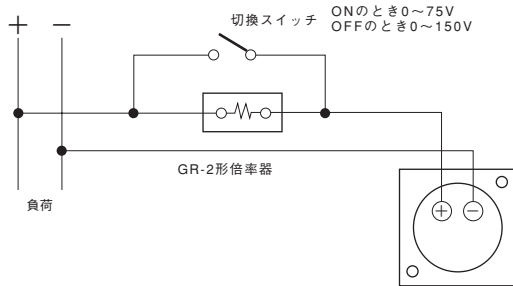 ＋ －
切換スイッチ
ONのとき0～75V
OFFのとき0～150V
GR-2形倍率器
負荷
＋ －